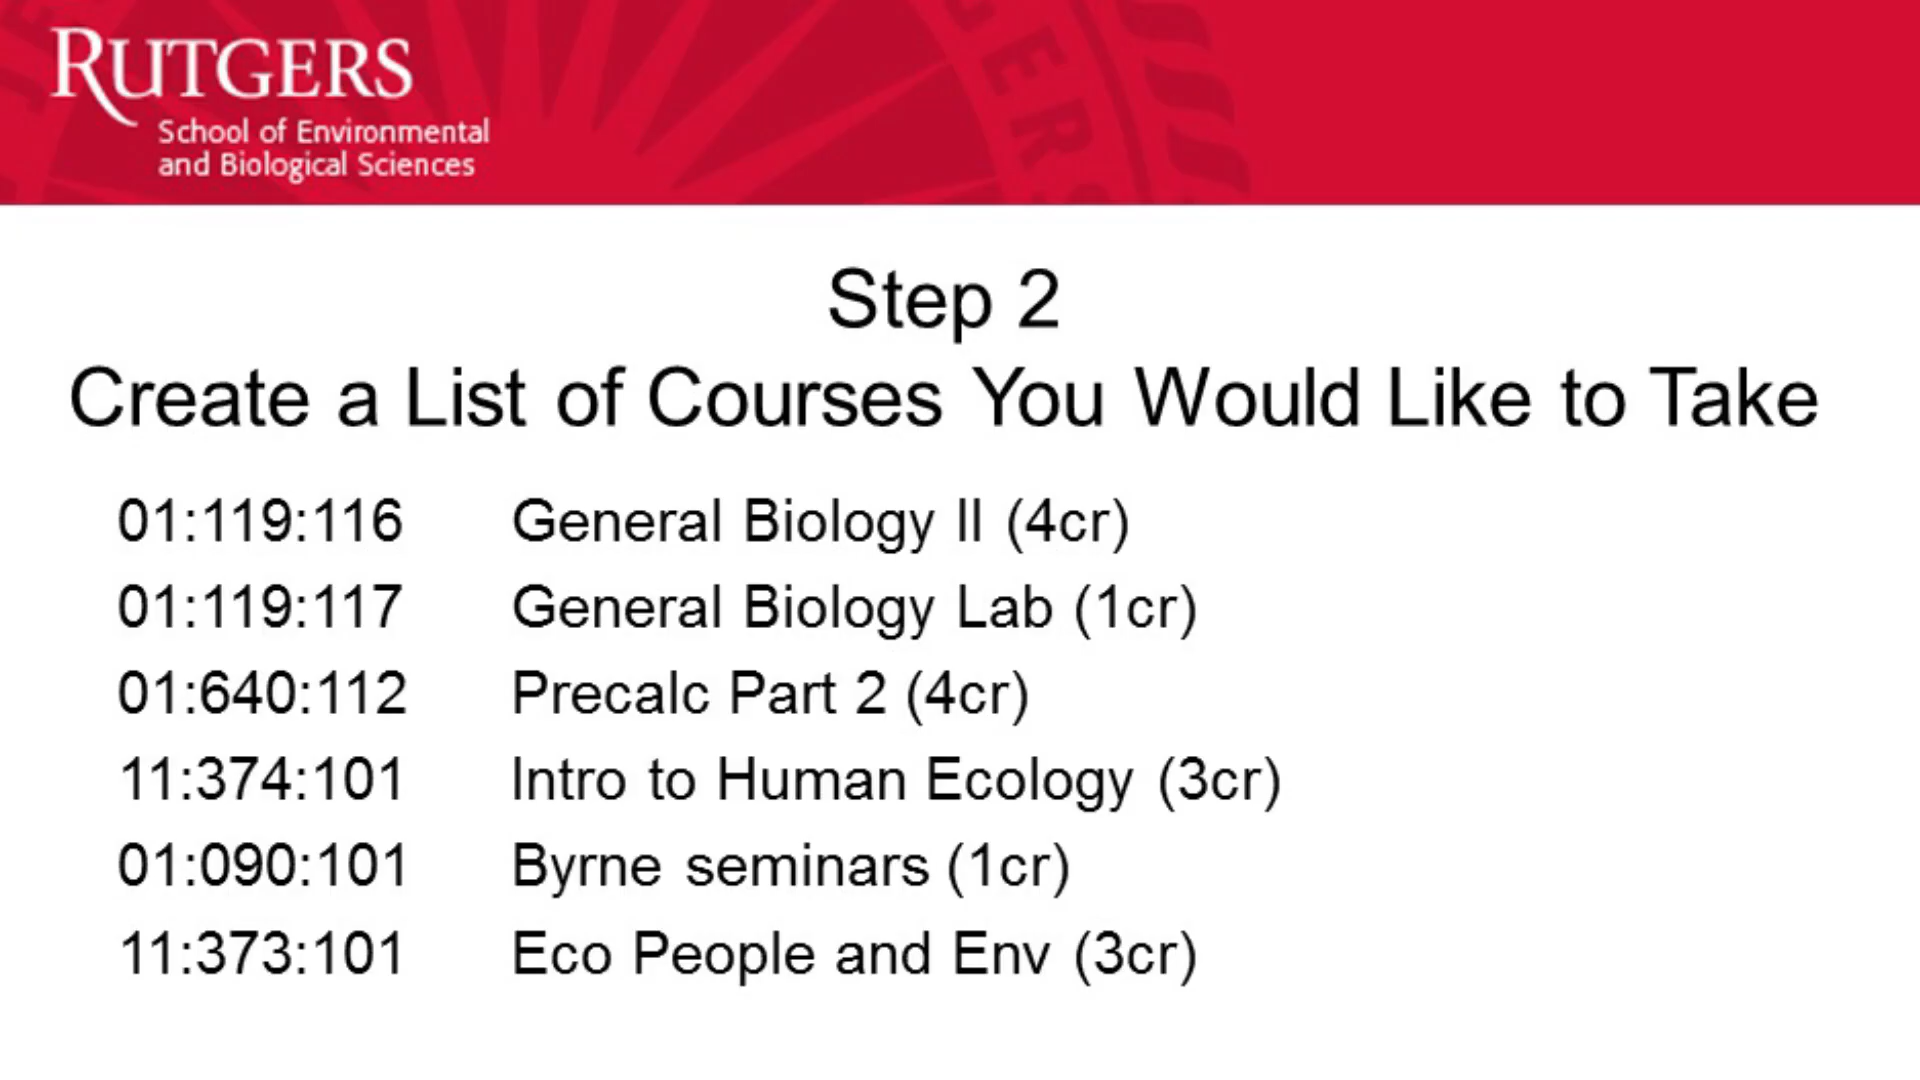 RUTGERS
School of Environmental
and Biological Sciences
Step 2
Create a List of Courses You Would Like to Take
01:119:116 General Biology II (4cr)
01:119:117 General Biology Lab (1cr)
01:640:112 Precalc Part 2 (4cr)
11:374:101 Intro to Human Ecology (3cr)
01:090:101 Byrne seminars (1cr)
11:373:101 Eco People and Env (3cr)